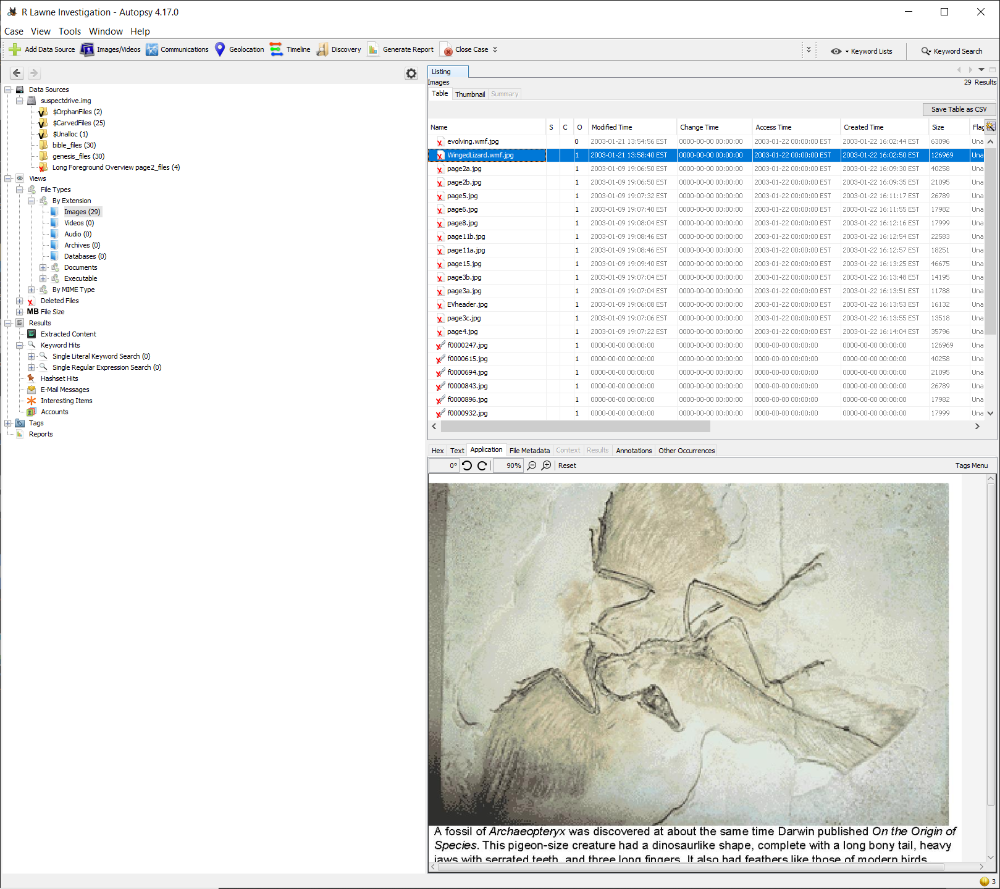 R Lawne Investigation - Autopsy 4.17.0
Case View Tools Window Help
Add Data Source Images/Videos Communications Geolocation Timeline Discovery Generate Report Close Case Keyword Lists Keyword Search
Data Sources
suspectdrive.img
$OrphanFiles (2)
$CarvedFiles (25)
$Unalloc (1)
bible_files (30)
genesis_files (30)
Long Foreground Overview page2_files (4)
Views
File Types
By Extension
Images (29)
Videos (0)
Audio (0)
Archives (0)
Databases (0)
Documents
Executable
By MIME Type
Deleted Files
MB File Size
Results
Extracted Content
Keyword Hits
Single Literal Keyword Search (0)
Single Regular Expression Search (0)
Hashset Hits
E-Mail Messages
Interesting Items
Accounts
Tags
Reports
Listing
Images 29 Results
Table Thumbnail Summary
Save Table as CSV
Name S C O Modified Time Change Time Access Time Created Time Size Flag
evolving.wmf.jpg 0 2003-01-21 13:54:56 EST 0000-00-00 00:00:00 2003-01-22 00:00:00 EST 2003-01-22 16:02:44 EST 63096 Una
WingedLizard.wmf.jpg 1 2003-01-21 13:58:40 EST 0000-00-00 00:00:00 2003-01-22 00:00:00 EST 2003-01-22 16:02:50 EST 126969 Una
page2a.jpg 1 2003-01-09 19:06:50 EST 0000-00-00 00:00:00 2003-01-22 00:00:00 EST 2003-01-22 16:09:30 EST 40258 Una
page2b.jpg 1 2003-01-09 19:06:50 EST 0000-00-00 00:00:00 2003-01-22 00:00:00 EST 2003-01-22 16:09:35 EST 21095 Una
page5.jpg 1 2003-01-09 19:07:32 EST 0000-00-00 00:00:00 2003-01-22 00:00:00 EST 2003-01-22 16:11:17 EST 26789 Una
page6.jpg 1 2003-01-09 19:07:40 EST 0000-00-00 00:00:00 2003-01-22 00:00:00 EST 2003-01-22 16:11:55 EST 17982 Una
page8.jpg 1 2003-01-09 19:08:04 EST 0000-00-00 00:00:00 2003-01-22 00:00:00 EST 2003-01-22 16:12:16 EST 17999 Una
page11b.jpg 1 2003-01-09 19:08:46 EST 0000-00-00 00:00:00 2003-01-22 00:00:00 EST 2003-01-22 16:12:54 EST 22583 Una
page11a.jpg 1 2003-01-09 19:08:46 EST 0000-00-00 00:00:00 2003-01-22 00:00:00 EST 2003-01-22 16:12:57 EST 18251 Una
page15.jpg 1 2003-01-09 19:09:40 EST 0000-00-00 00:00:00 2003-01-22 00:00:00 EST 2003-01-22 16:13:25 EST 46675 Una
page3b.jpg 1 2003-01-09 19:07:04 EST 0000-00-00 00:00:00 2003-01-22 00:00:00 EST 2003-01-22 16:13:48 EST 14195 Una
page3a.jpg 1 2003-01-09 19:07:04 EST 0000-00-00 00:00:00 2003-01-22 00:00:00 EST 2003-01-22 16:13:51 EST 11788 Una
EVheader.jpg 1 2003-01-09 19:06:08 EST 0000-00-00 00:00:00 2003-01-22 00:00:00 EST 2003-01-22 16:13:53 EST 16132 Una
page3c.jpg 1 2003-01-09 19:07:06 EST 0000-00-00 00:00:00 2003-01-22 00:00:00 EST 2003-01-22 16:13:55 EST 13518 Una
page4.jpg 1 2003-01-09 19:07:22 EST 0000-00-00 00:00:00 2003-01-22 00:00:00 EST 2003-01-22 16:14:04 EST 35796 Una
f0000247.jpg 1 0000-00-00 00:00:00 0000-00-00 00:00:00 0000-00-00 00:00:00 0000-00-00 00:00:00 126969 Una
f0000615.jpg 1 0000-00-00 00:00:00 0000-00-00 00:00:00 0000-00-00 00:00:00 0000-00-00 00:00:00 40258 Una
f0000694.jpg 1 0000-00-00 00:00:00 0000-00-00 00:00:00 0000-00-00 00:00:00 0000-00-00 00:00:00 21095 Una
f0000843.jpg 1 0000-00-00 00:00:00 0000-00-00 00:00:00 0000-00-00 00:00:00 0000-00-00 00:00:00 26789 Una
f0000896.jpg 1 0000-00-00 00:00:00 0000-00-00 00:00:00 0000-00-00 00:00:00 0000-00-00 00:00:00 17982 Una
f0000932.jpg 1 0000-00-00 00:00:00 0000-00-00 00:00:00 0000-00-00 00:00:00 0000-00-00 00:00:00 17999 Una
Hex Text Application File Metadata Context Results Annotations Other Occurrences
0° 90% Reset Tags Menu
A fossil of Archaeopteryx was discovered at about the same time Darwin published On the Origin of
Species. This pigeon-size creature had a dinosaurlike shape, complete with a long bony tail, heavy
jaws with serrated teeth, and three long fingers. It also had feathers like those of modern birds
3